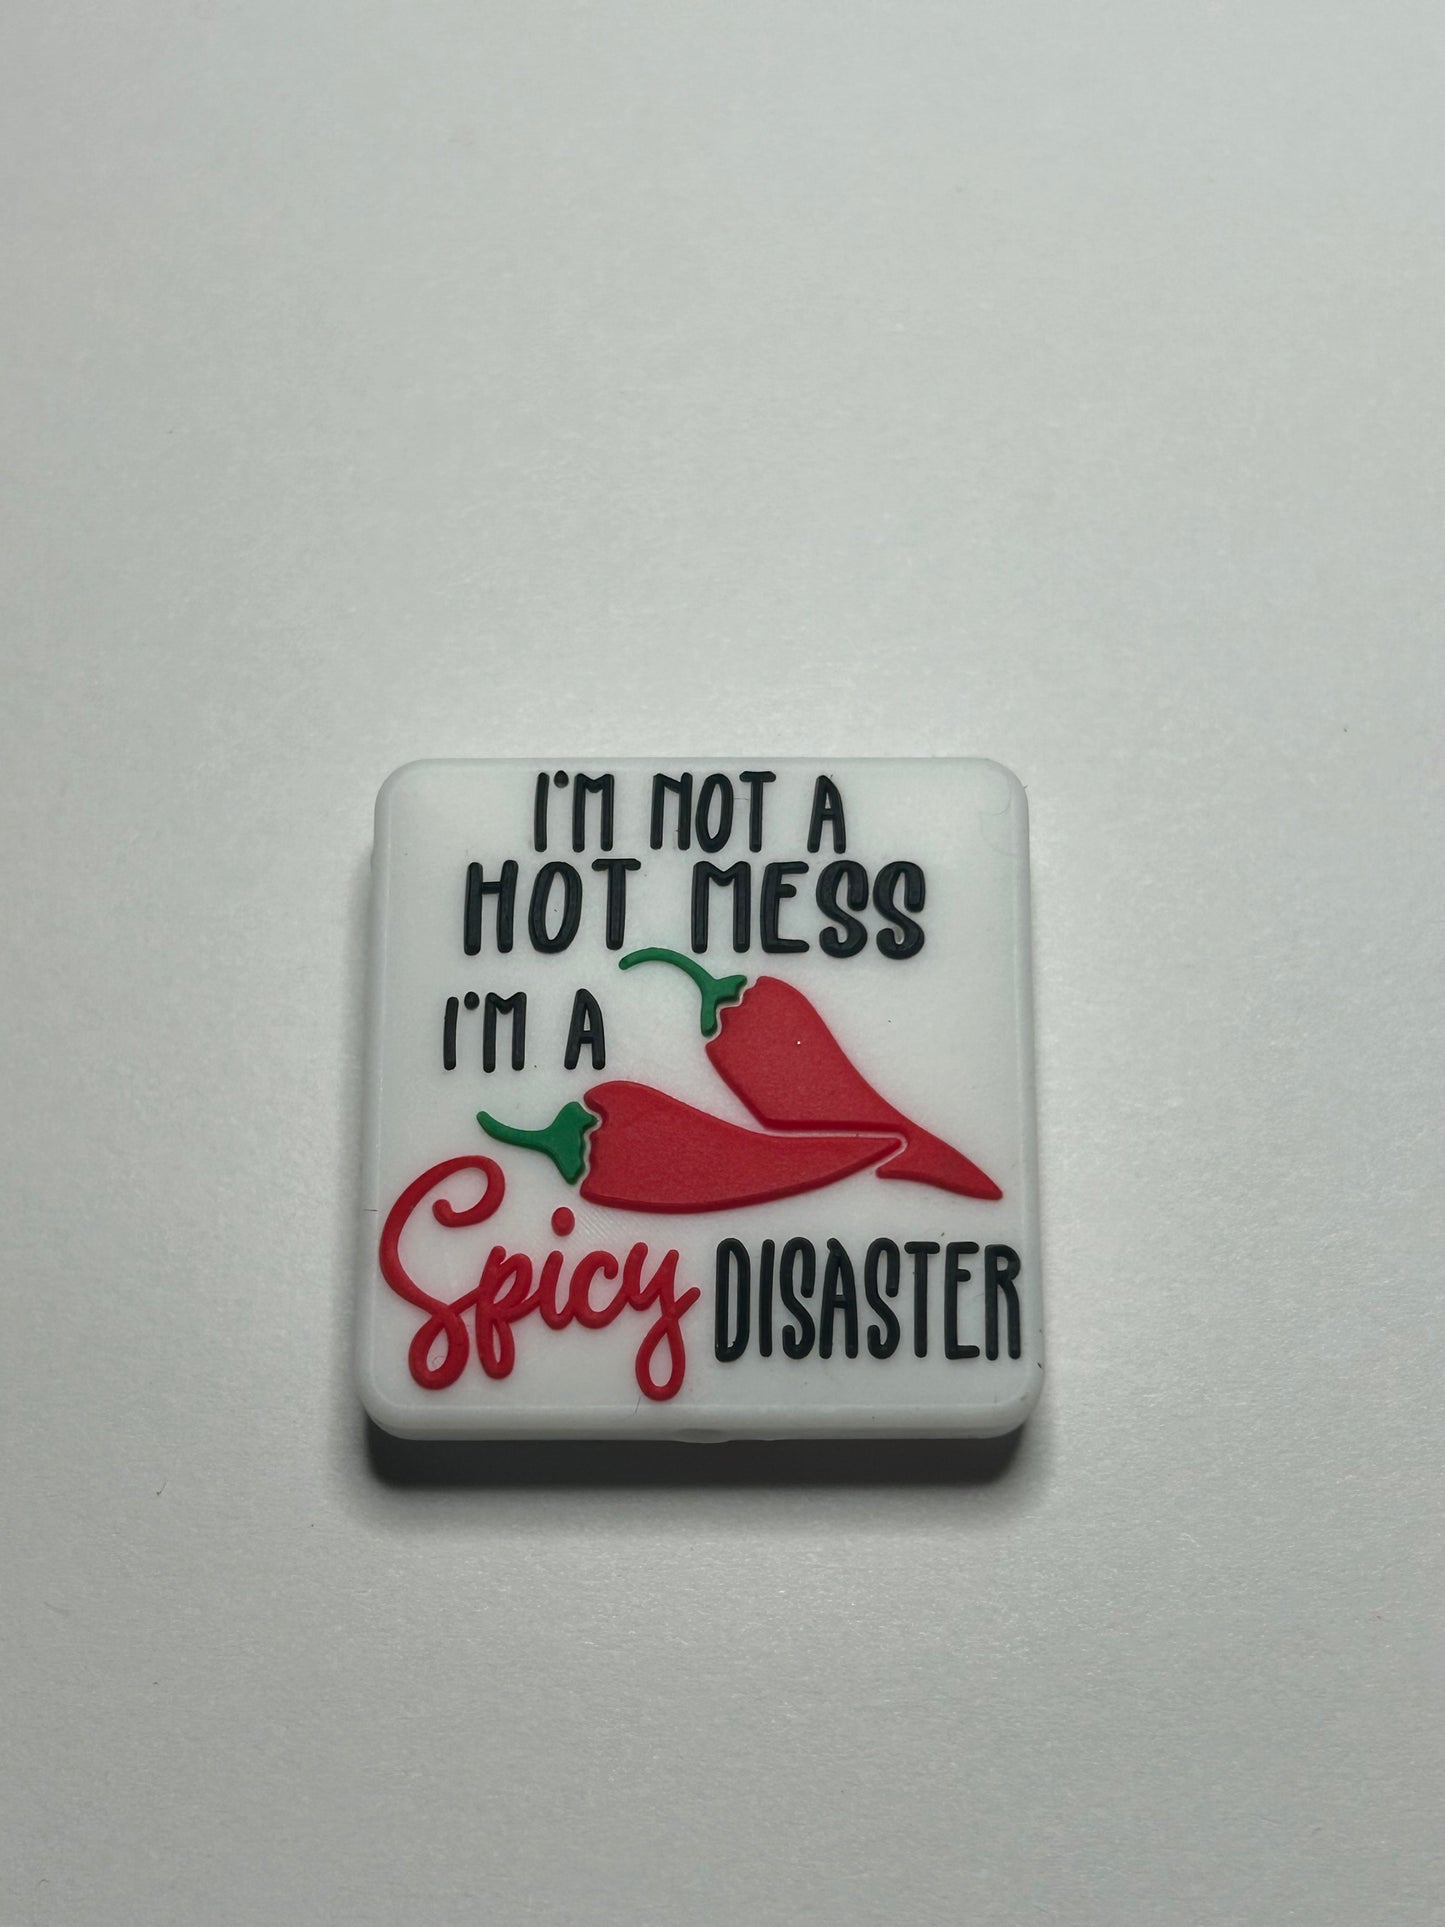 I'M NOT A
HOT MESS
I'M A
Spicy DISASTER